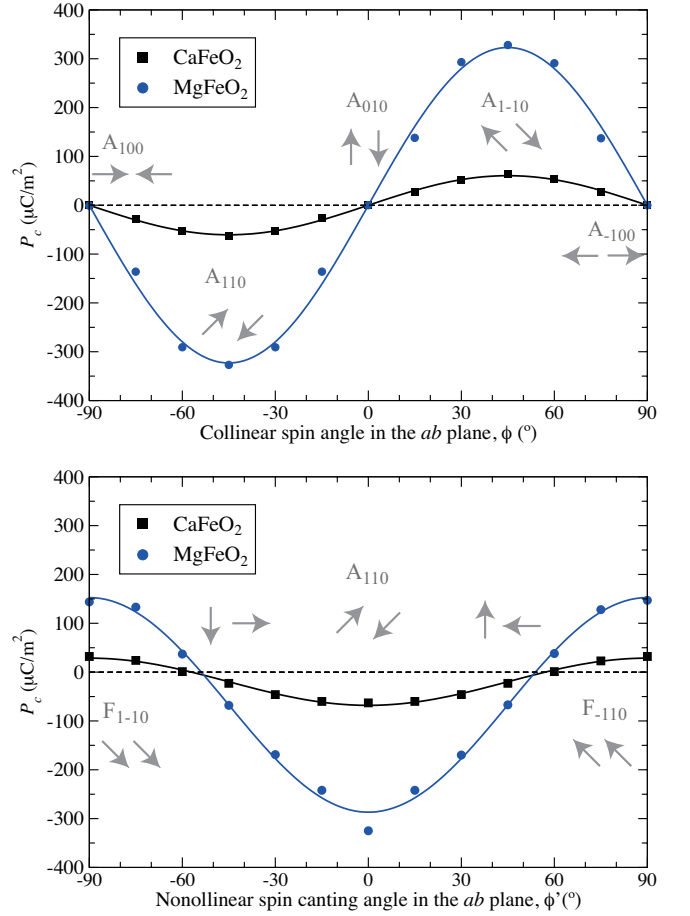 400
300
200
100
0
-100
-200
-300
-400
P_c (μC/m²)
CaFeO₂
MgFeO₂
A₁₀₀
A₀₁₀
A₁₋₁₀
A₁₁₀
A₋₁₀₀
-90 -60 -30 0 30 60 90
Collinear spin angle in the ab plane, ϕ (º)
400
300
200
100
0
-100
-200
-300
-400
P_c (μC/m²)
CaFeO₂
MgFeO₂
A₁₁₀
F₁₋₁₀
F₋₁₁₀
-90 -60 -30 0 30 60 90
Nonollinear spin canting angle in the ab plane, ϕ'(º)